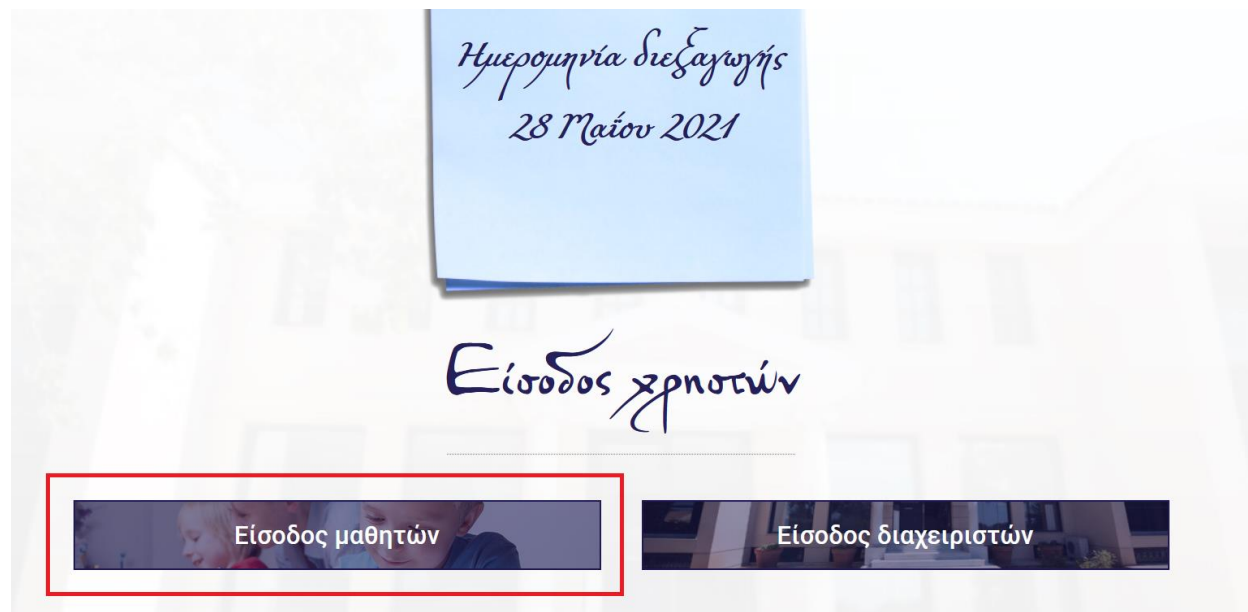 Ημερομηνία διεξαγωγής
28 Μαΐου 2021
Είσοδος χρηστών
Είσοδος μαθητών
Είσοδος διαχειριστών